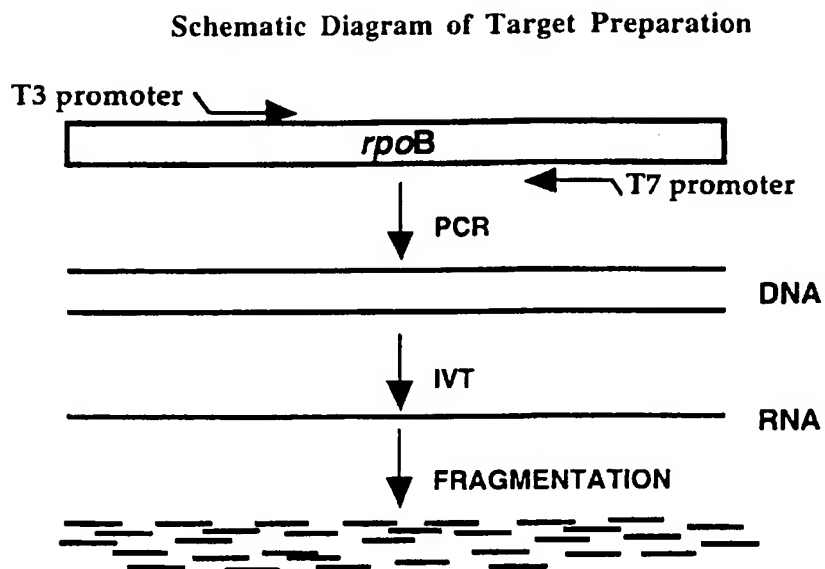 Schematic Diagram of Target Preparation
T3 promoter
rpoB
T7 promoter
PCR
DNA
IVT
RNA
FRAGMENTATION